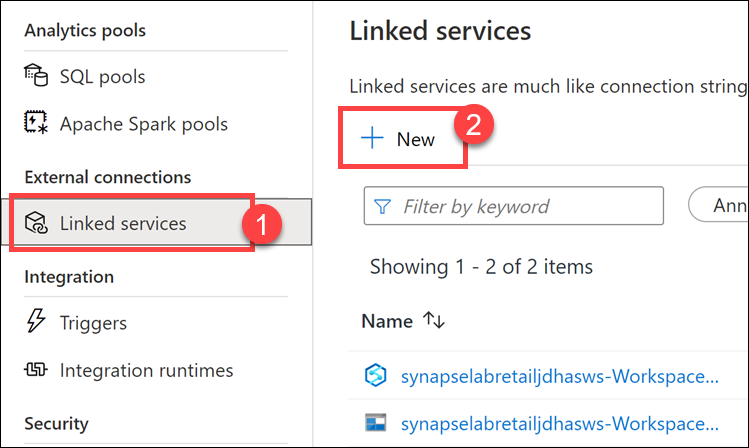 Analytics pools
SQL pools
Apache Spark pools
External connections
Linked services
1
Integration
Triggers
Integration runtimes
Security
Linked services
Linked services are much like connection string
New
2
Filter by keyword
Ann
Showing 1 - 2 of 2 items
Name
synapselabretailjdhasws-Workspace...
synapselabretailjdhasws-Workspace...